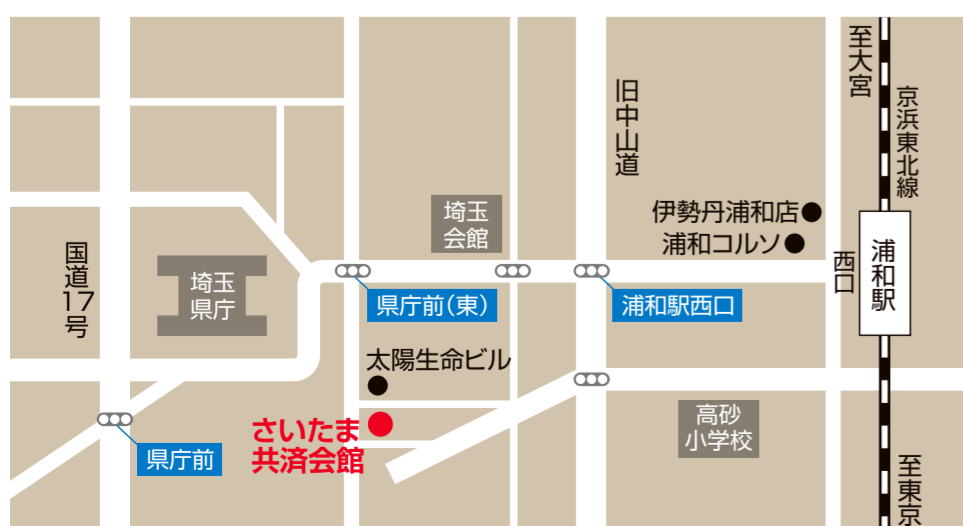 至大宮
京浜東北線
旧中山道
埼玉
会館
伊勢丹浦和店
浦和コルソ
国道17号
埼玉
県庁
県庁前(東)
浦和駅西口
西口
浦和駅
太陽生命ビル
さいたま
共済会館
高砂
小学校
県庁前
至東京